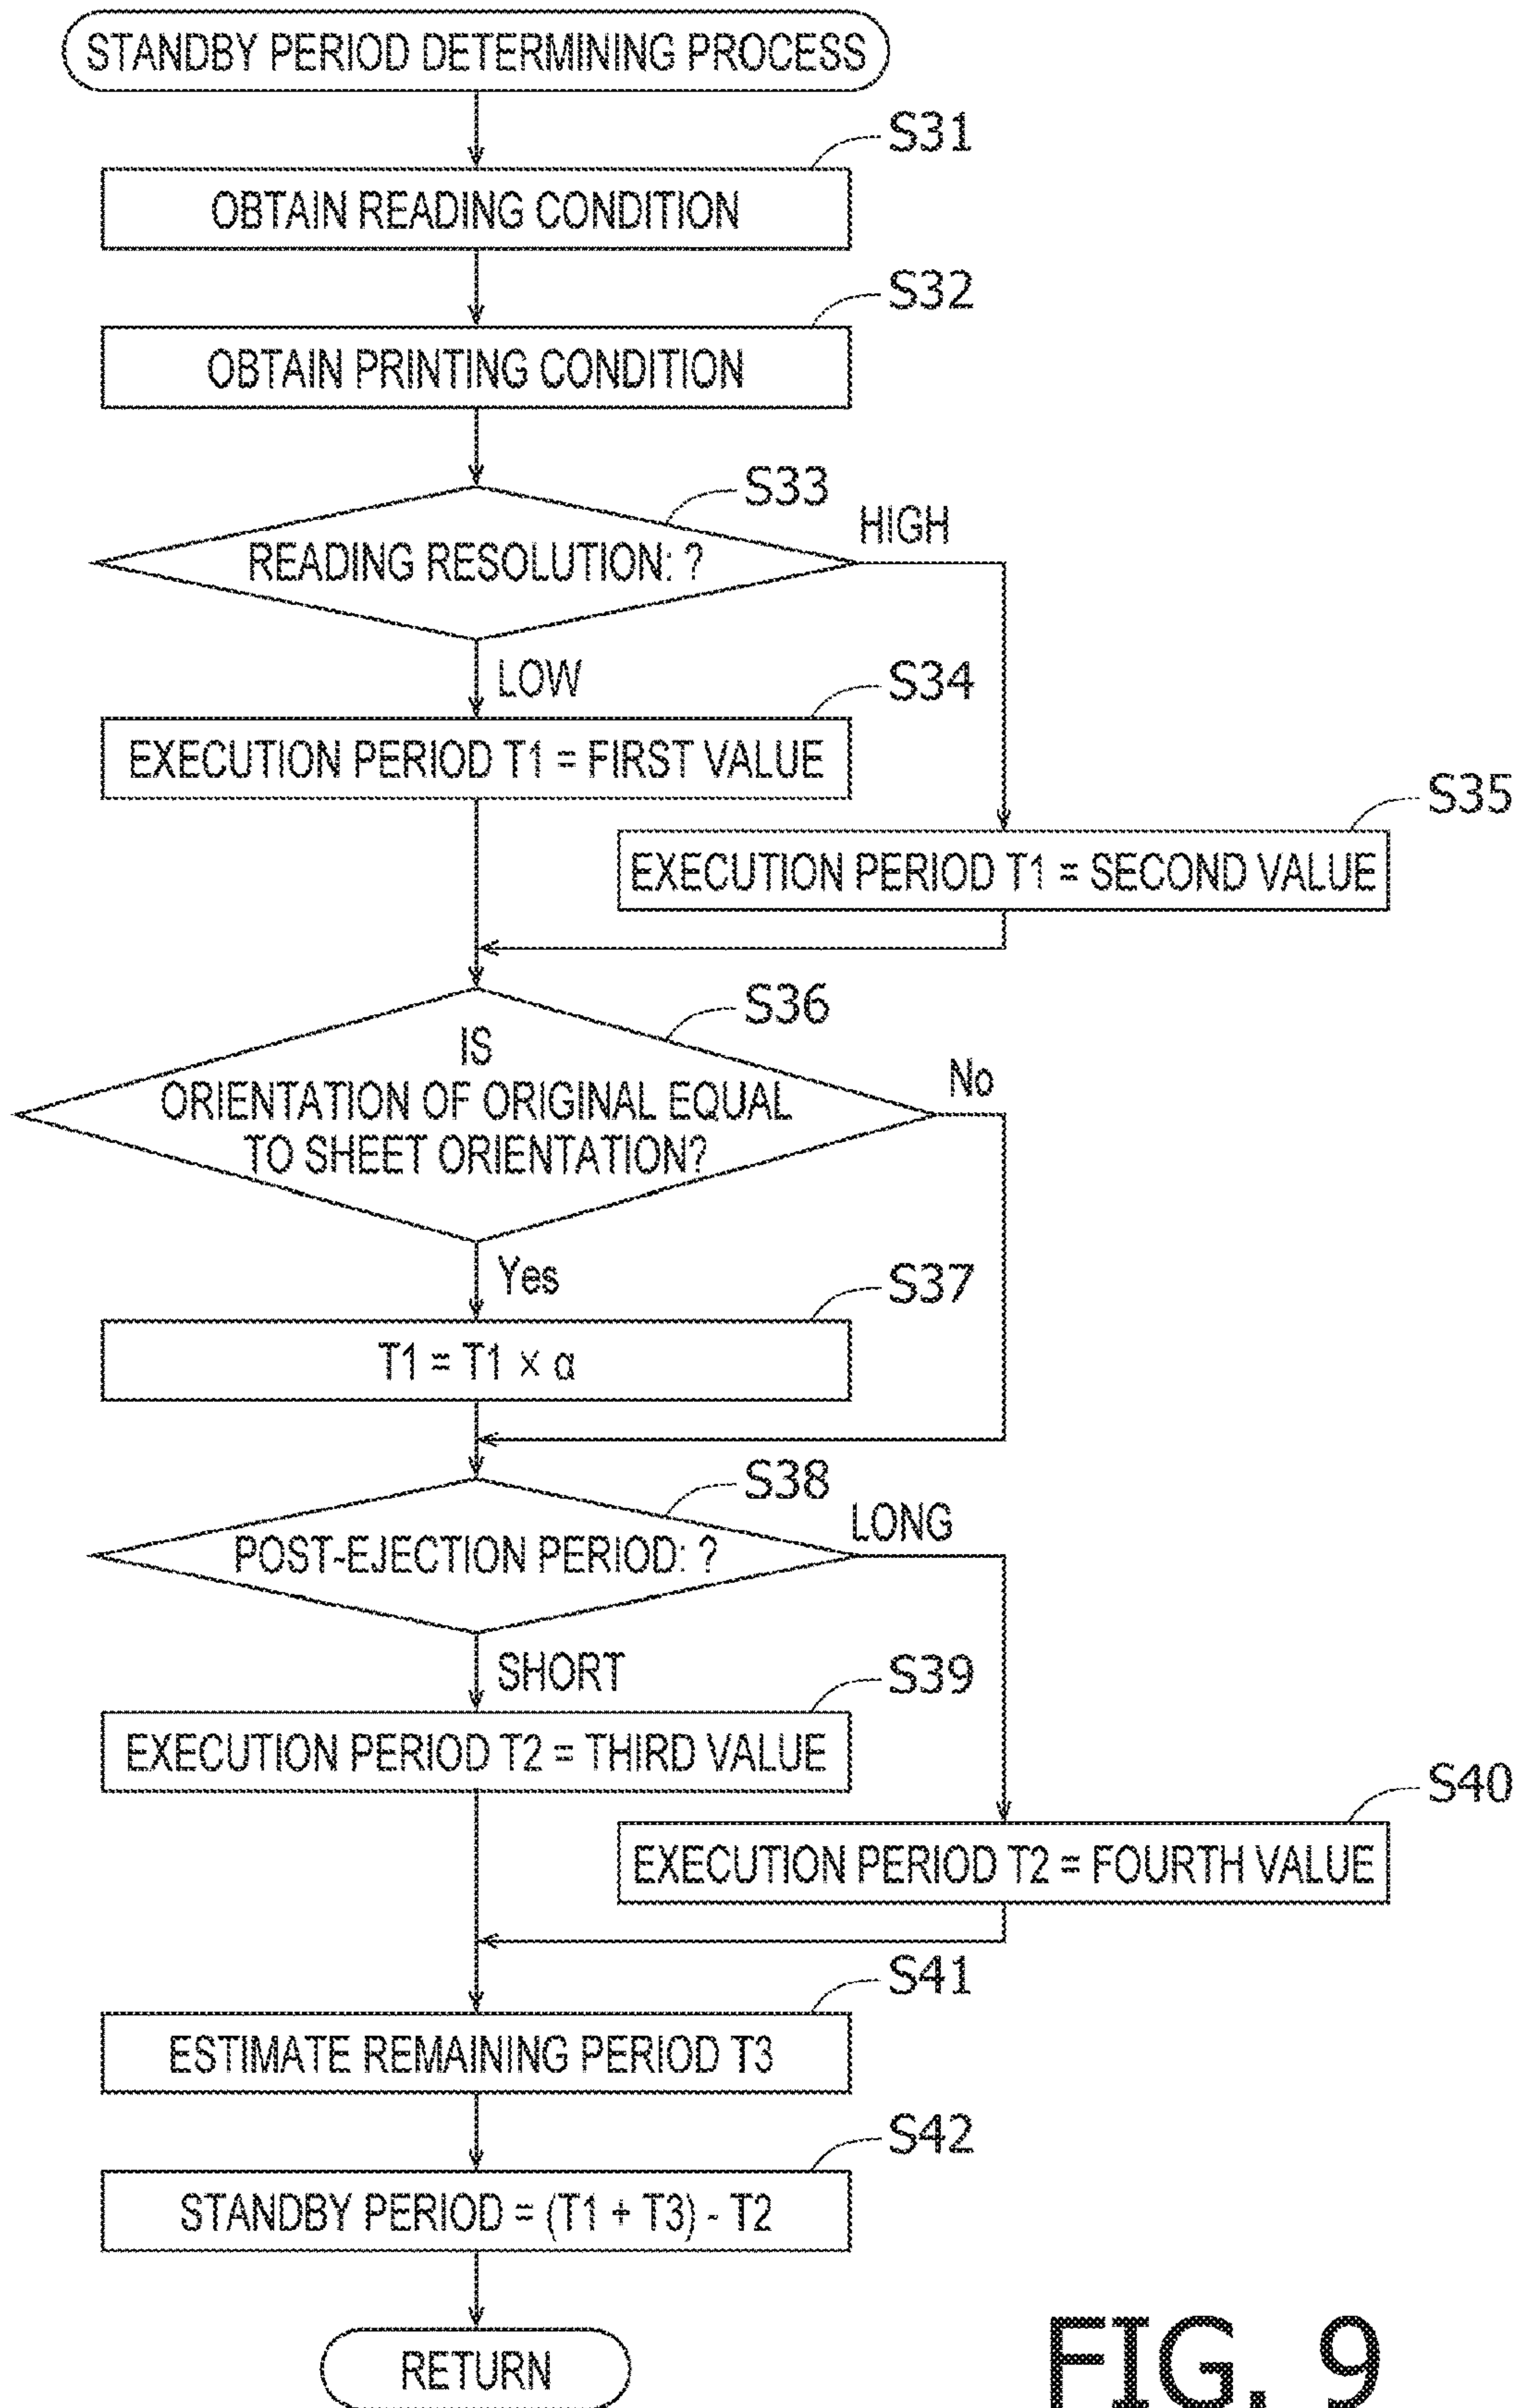 STANDBY PERIOD DETERMINING PROCESS
S31
OBTAIN READING CONDITION
S32
OBTAIN PRINTING CONDITION
S33
READING RESOLUTION: ?
HIGH
LOW
S34
EXECUTION PERIOD T1 = FIRST VALUE
S35
EXECUTION PERIOD T1 = SECOND VALUE
S36
IS
ORIENTATION OF ORIGINAL EQUAL
TO SHEET ORIENTATION?
No
Yes
S37
T1 = T1 × α
S38
POST-EJECTION PERIOD: ?
LONG
SHORT
S39
EXECUTION PERIOD T2 = THIRD VALUE
S40
EXECUTION PERIOD T2 = FOURTH VALUE
S41
ESTIMATE REMAINING PERIOD T3
S42
STANDBY PERIOD = (T1 + T3) - T2
RETURN
FIG. 9